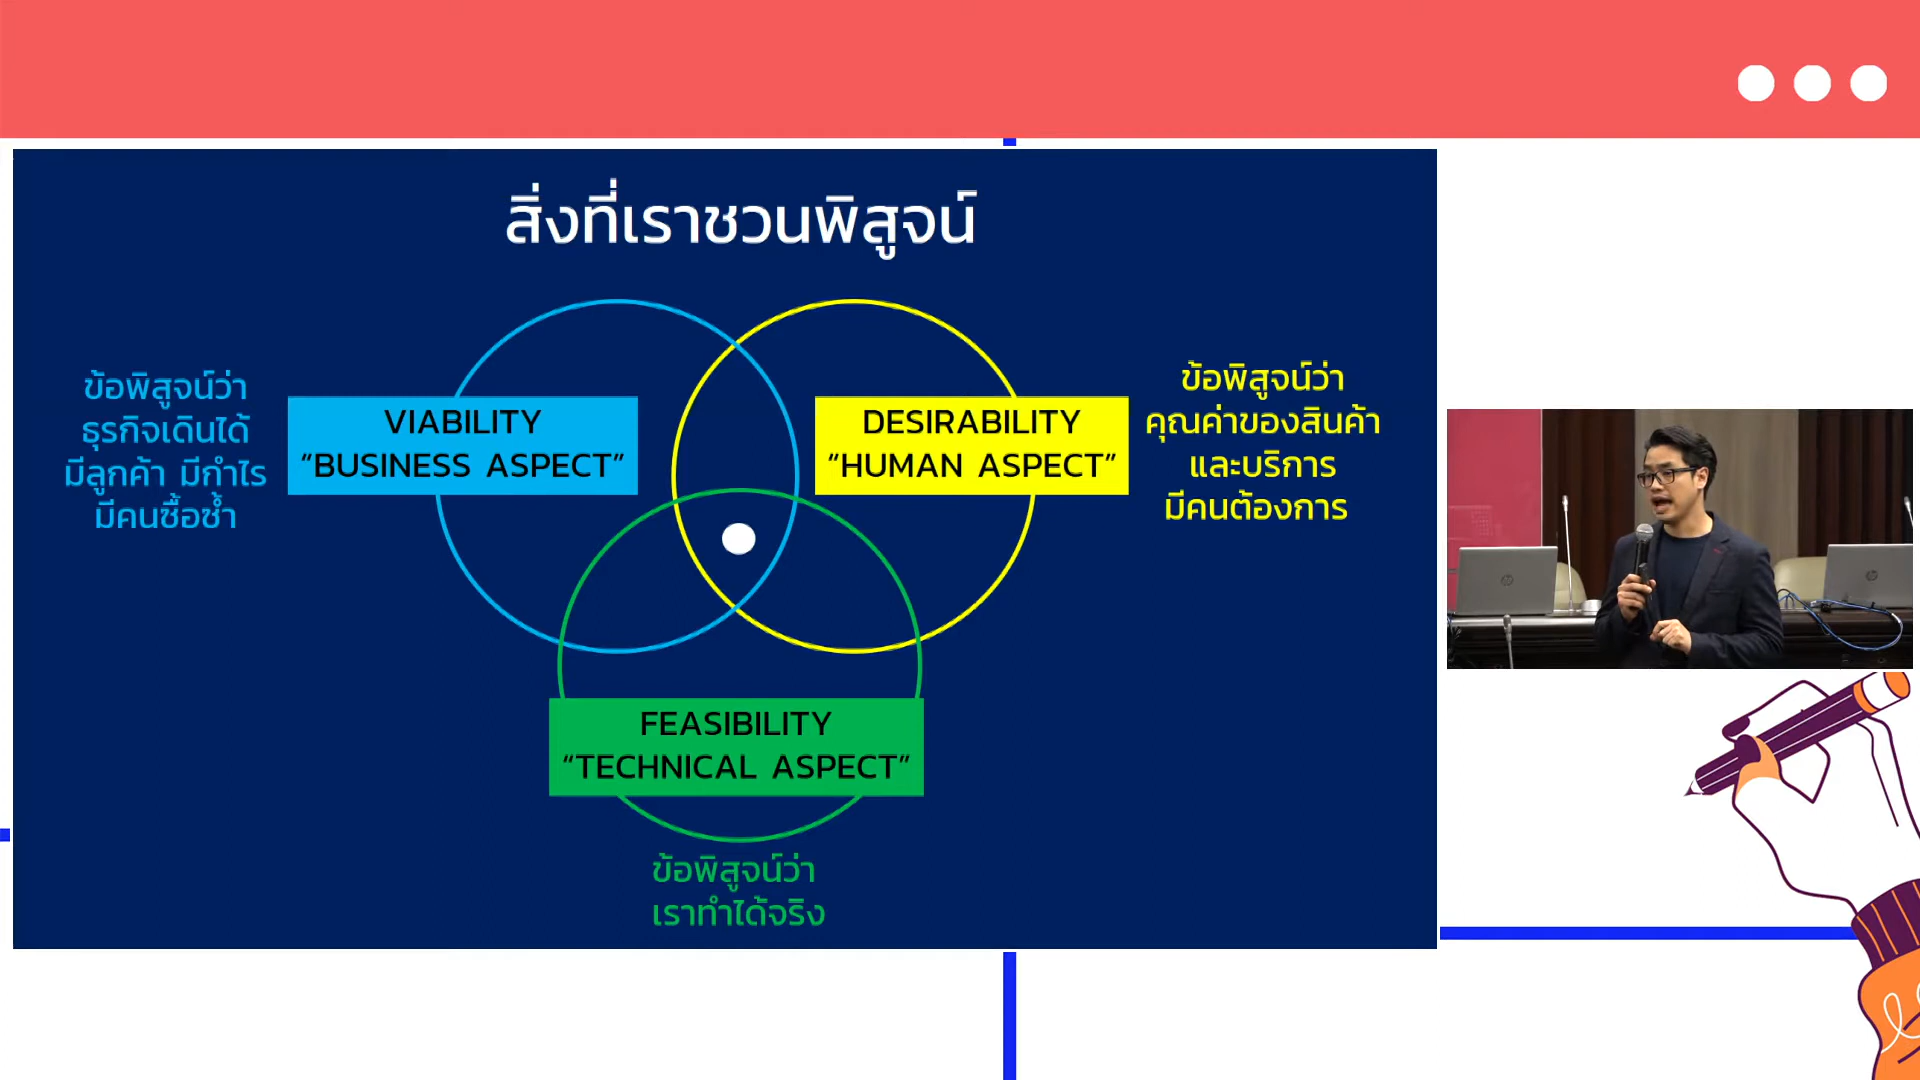 สิ่งที่เราชวนพิสูจน์
ข้อพิสูจน์ว่า
ธุรกิจเดินได้
มีลูกค้า มีกำไร
มีคนซื้อซ้ำ
VIABILITY
“BUSINESS ASPECT”
DESIRABILITY
“HUMAN ASPECT”
ข้อพิสูจน์ว่า
คุณค่าของสินค้า
และบริการ
มีคนต้องการ
FEASIBILITY
“TECHNICAL ASPECT”
ข้อพิสูจน์ว่า
เราทำได้จริง